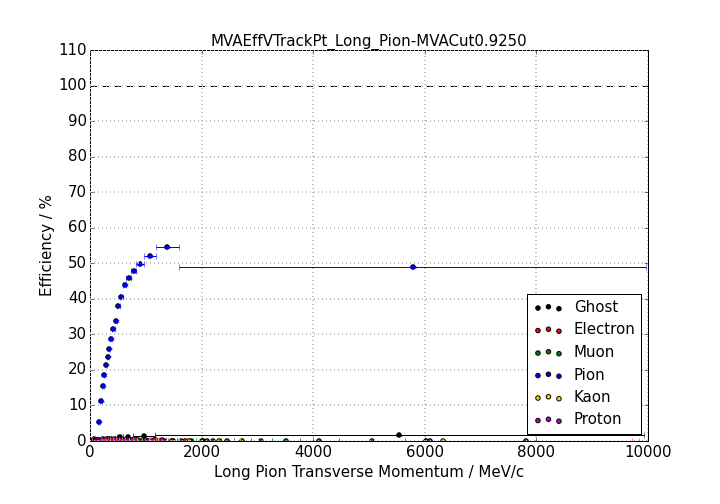 MVAEffVTrackPt_Long_Pion-MVACut0.9250
110
100
90
80
70
60
50
40
30
20
10
0
Efficiency / %
Ghost
Electron
Muon
Pion
Kaon
Proton
0 2000 4000 6000 8000 10000
Long Pion Transverse Momentum / MeV/c